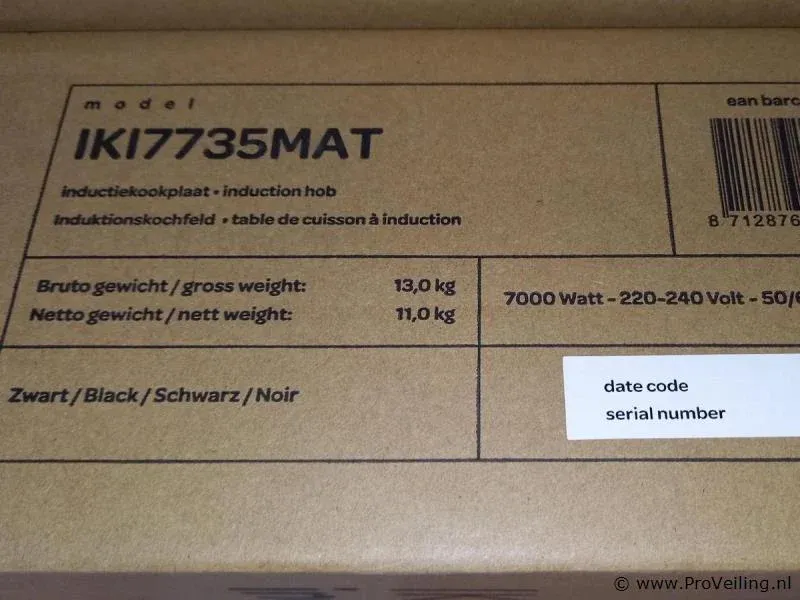 model
IKI7735MAT
inductiekookplaat • induction hob
Induktionskochfeld • table de cuisson à induction
ean barc
8 712876
Bruto gewicht / gross weight: 13,0 kg
Netto gewicht / nett weight: 11,0 kg
7000 Watt - 220-240 Volt - 50/6
Zwart / Black / Schwarz / Noir
date code
serial number
© www.ProVeiling.nl